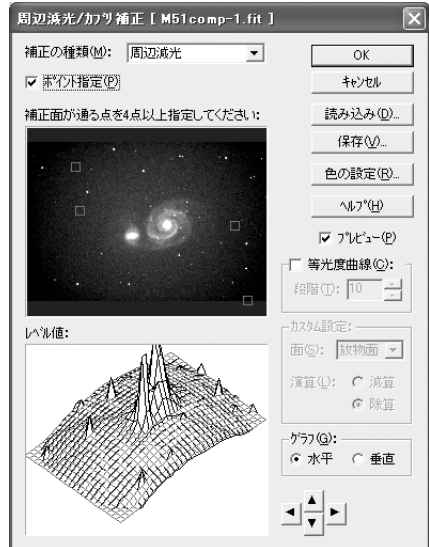 周辺減光/カブリ補正 [ M51comp-1.fit ]
補正の種類(M): 周辺減光
ポイント指定(P)
補正面が通る点を4点以上指定してください:
レベル値:
OK
キャンセル
読み込み(O)...
保存(V)...
色の設定(R)...
ヘルプ(H)
プレビュー(P)
等光度曲線(C):
段階(T): 10
カスタム設定:
面(S): 放物面
演算(L): 減算
除算
グラフ(G):
水平 垂直